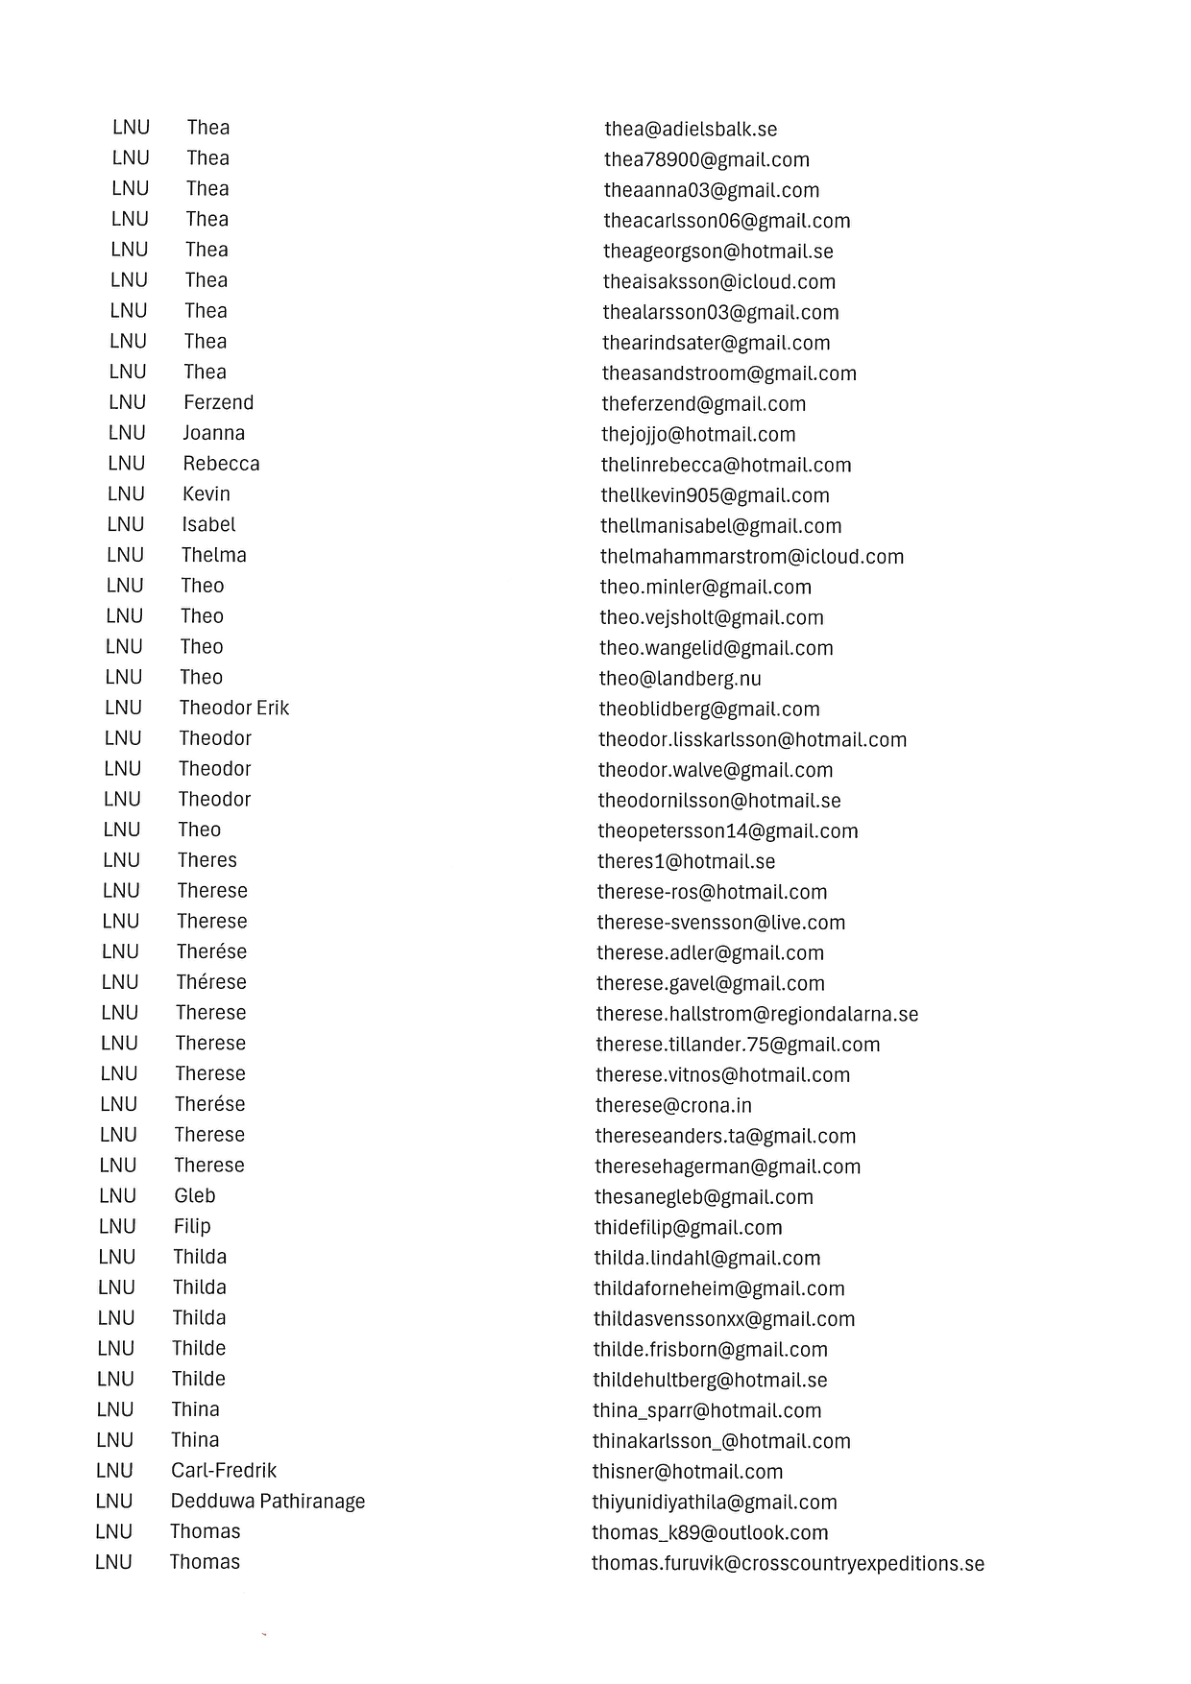 LNU Thea thea@adielsbalk.se
LNU Thea thea78900@gmail.com
LNU Thea theaanna03@gmail.com
LNU Thea theacarlsson06@gmail.com
LNU Thea theageorgson@hotmail.se
LNU Thea theaisaksson@icloud.com
LNU Thea thealarsson03@gmail.com
LNU Thea thearindsater@gmail.com
LNU Thea theasandstroom@gmail.com
LNU Ferzend theferzend@gmail.com
LNU Joanna thejojjo@hotmail.com
LNU Rebecca thelinrebecca@hotmail.com
LNU Kevin thellkevin905@gmail.com
LNU Isabel thellmanisabel@gmail.com
LNU Thelma thelmahammarstrom@icloud.com
LNU Theo theo.minler@gmail.com
LNU Theo theo.vejsholt@gmail.com
LNU Theo theo.wangelid@gmail.com
LNU Theo theo@landberg.nu
LNU Theodor Erik theoblidberg@gmail.com
LNU Theodor theodor.lisskarlsson@hotmail.com
LNU Theodor theodor.walve@gmail.com
LNU Theodor theodornilsson@hotmail.se
LNU Theo theopetersson14@gmail.com
LNU Theres theres1@hotmail.se
LNU Therese therese-ros@hotmail.com
LNU Therese therese-svensson@live.com
LNU Therése therese.adler@gmail.com
LNU Thérese therese.gavel@gmail.com
LNU Therese therese.hallstrom@regiondalarna.se
LNU Therese therese.tillander.75@gmail.com
LNU Therese therese.vitnos@hotmail.com
LNU Therése therese@crona.in
LNU Therese thereseanders.ta@gmail.com
LNU Therese theresehagerman@gmail.com
LNU Gleb thesanegleb@gmail.com
LNU Filip thidefilip@gmail.com
LNU Thilda thilda.lindahl@gmail.com
LNU Thilda thildaforneheim@gmail.com
LNU Thilda thildasvenssonxx@gmail.com
LNU Thilde thilde.frisborn@gmail.com
LNU Thilde thildehultberg@hotmail.se
LNU Thina thina_sparr@hotmail.com
LNU Thina thinakarlsson_@hotmail.com
LNU Carl-Fredrik thisner@hotmail.com
LNU Dedduwa Pathiranage thiyunidiyathila@gmail.com
LNU Thomas thomas_k89@outlook.com
LNU Thomas thomas.furuvik@crosscountryexpeditions.se